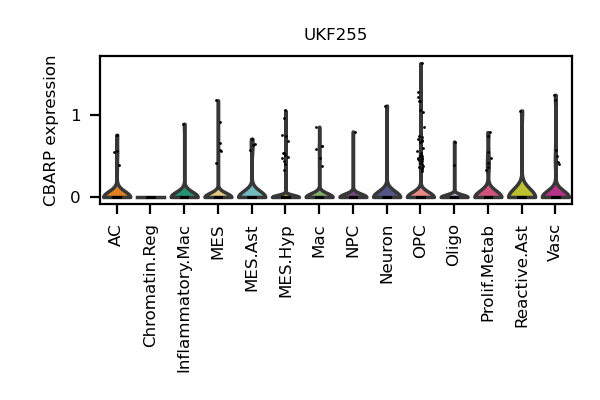 UKF255
CBARP expression
1
0
AC
Chromatin.Reg
Inflammatory.Mac
MES
MES.Ast
MES.Hyp
Mac
NPC
Neuron
OPC
Oligo
Prolif.Metab
Reactive.Ast
Vasc